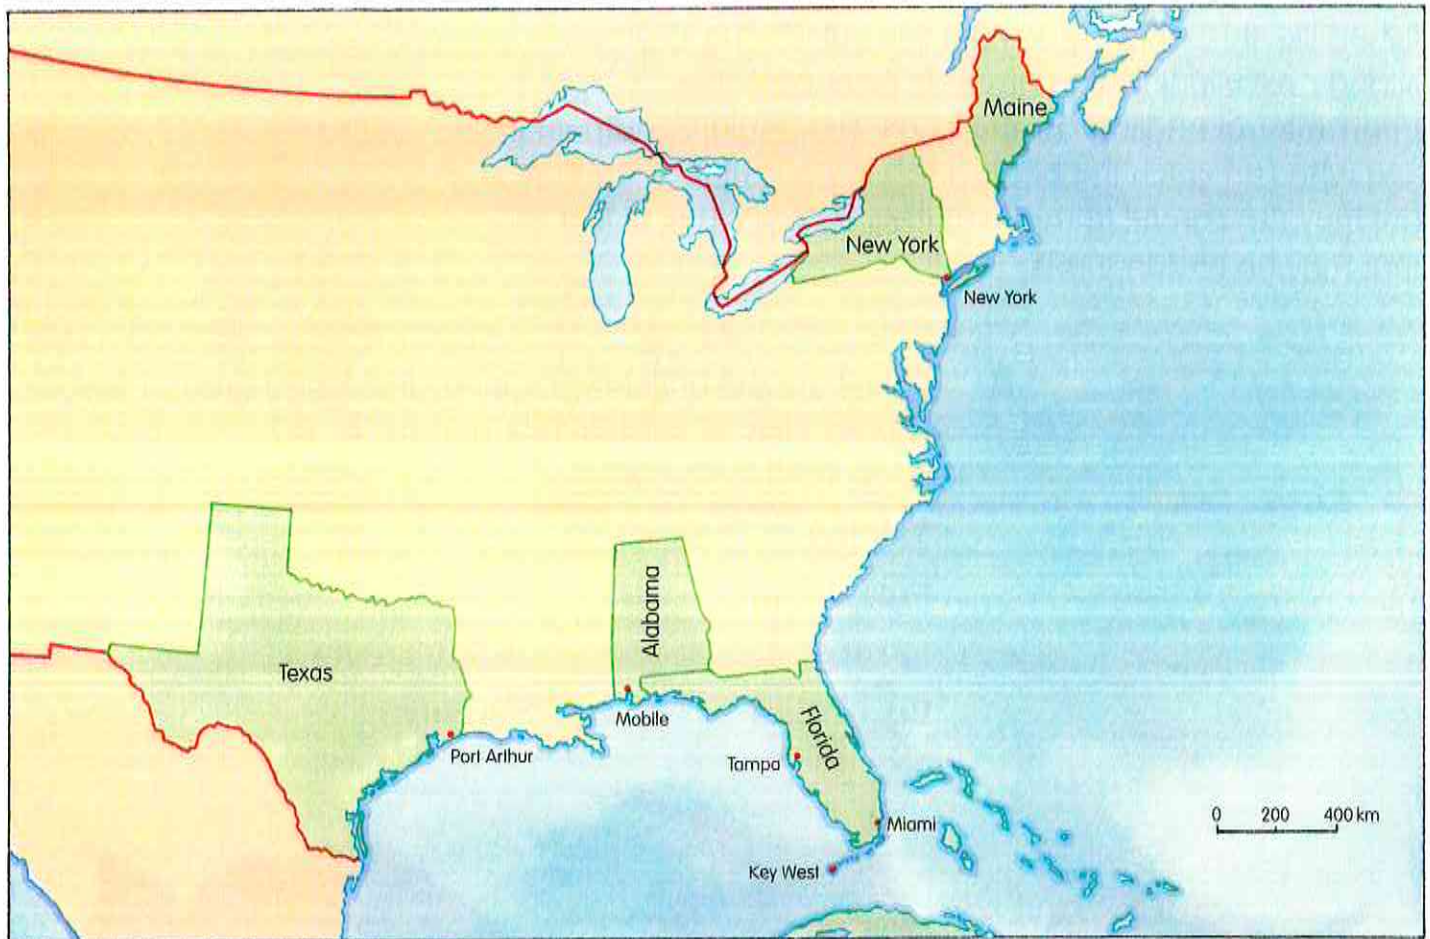 Maine
New York
New York
Alabama
Texas
Mobile
Florida
Port Arthur
Tampa
0 200 400 km
Miami
Key West